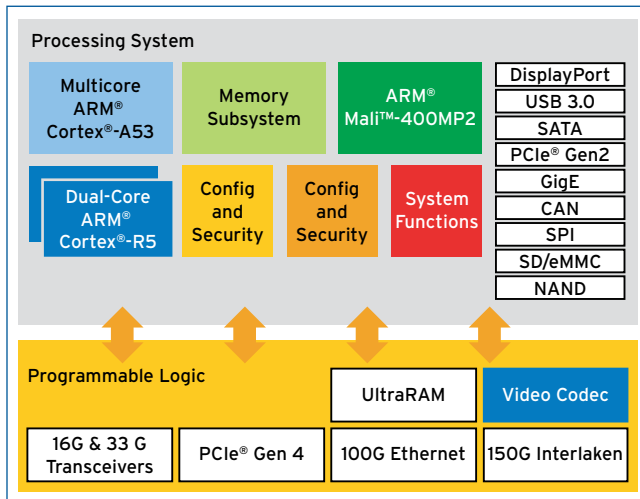 Processing System
Multicore
ARM®
Cortex®-A53
Memory
Subsystem
ARM®
Mali™-400MP2
DisplayPort
USB 3.0
SATA
PCIe® Gen2
GigE
CAN
SPI
SD/eMMC
NAND
Dual-Core
ARM®
Cortex®-R5
Config
and
Security
Config
and
Security
System
Functions
Programmable Logic
UltraRAM
Video Codec
16G & 33 G
Transceivers
PCIe® Gen 4
100G Ethernet
150G Interlaken